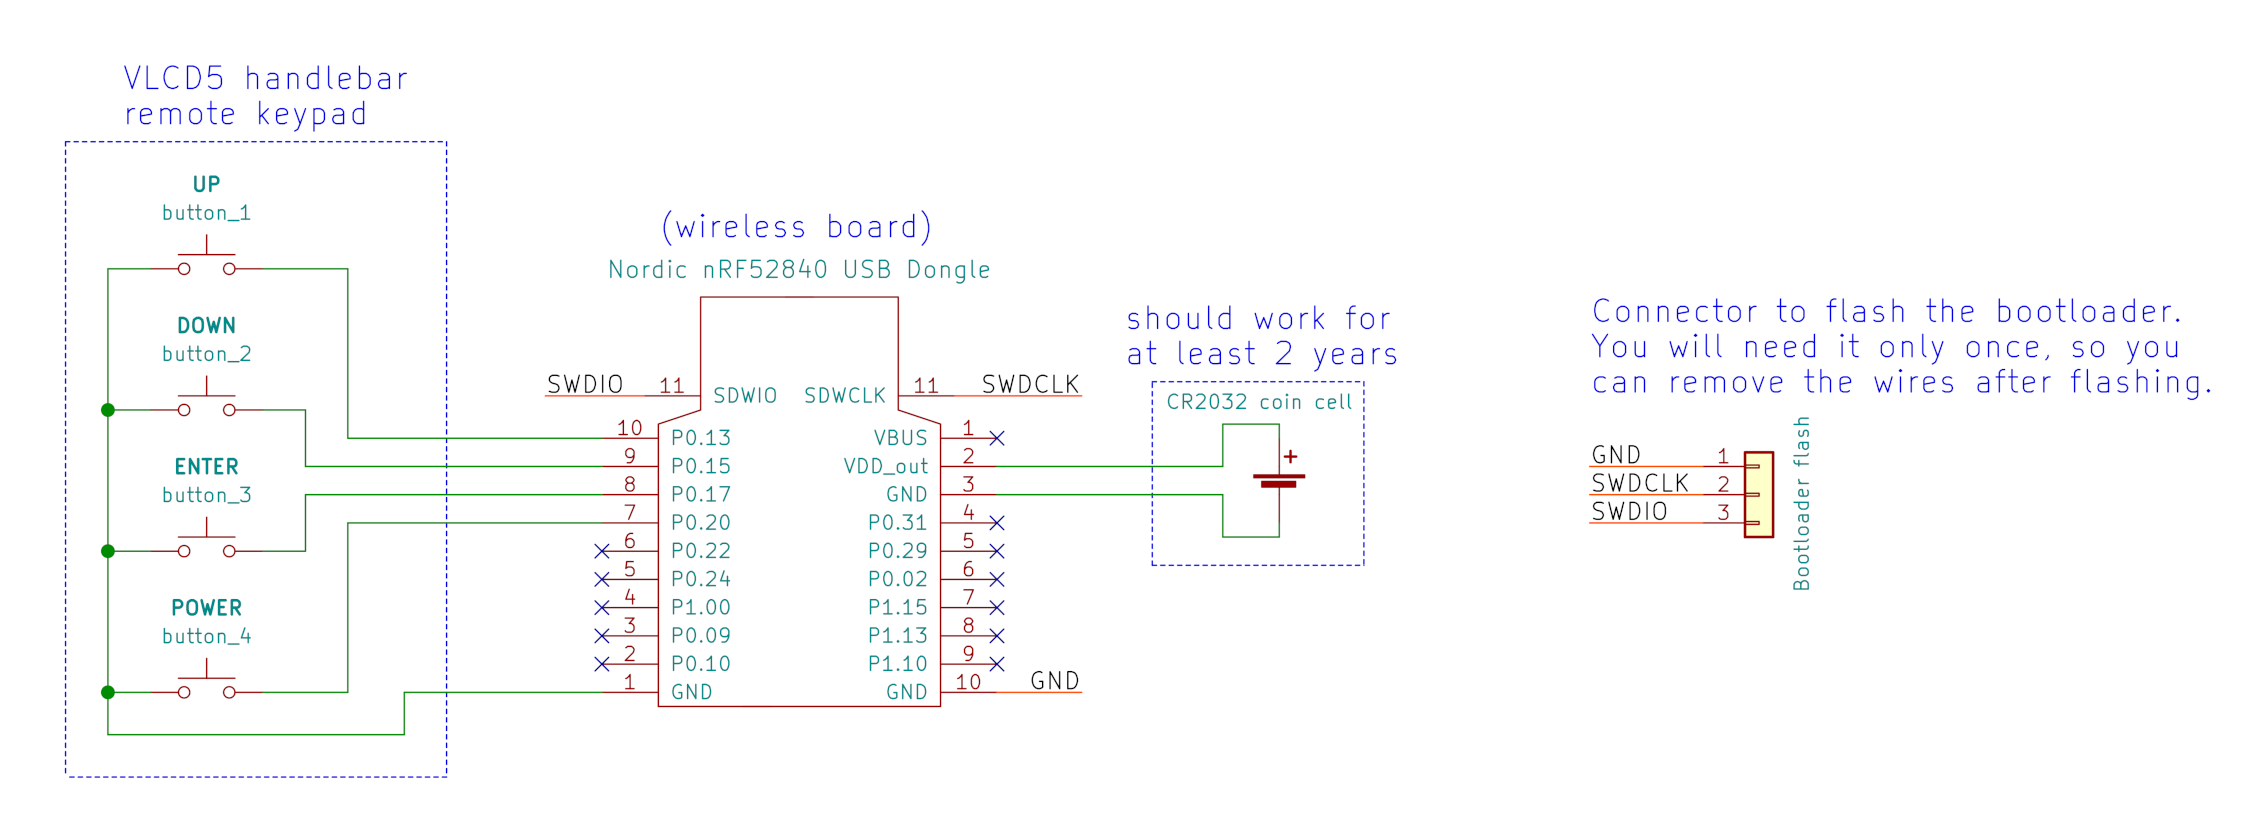 VLCD5 handlebar
remote keypad
UP
button_1
DOWN
button_2
ENTER
button_3
POWER
button_4
(wireless board)
Nordic nRF52840 USB Dongle
SWDIO 11 SDWIO SDWCLK 11 SWDCLK
10 P0.13 VBUS 1
9 P0.15 VDD_out 2
8 P0.17 GND 3
7 P0.20 P0.31 4
6 P0.22 P0.29 5
5 P0.24 P0.02 6
4 P1.00 P1.15 7
3 P0.09 P1.13 8
2 P0.10 P1.10 9
1 GND GND 10 GND
should work for
at least 2 years
CR2032 coin cell
+
Connector to flash the bootloader.
You will need it only once, so you
can remove the wires after flashing.
GND 1
SWDCLK 2
SWDIO 3
Bootloader flash